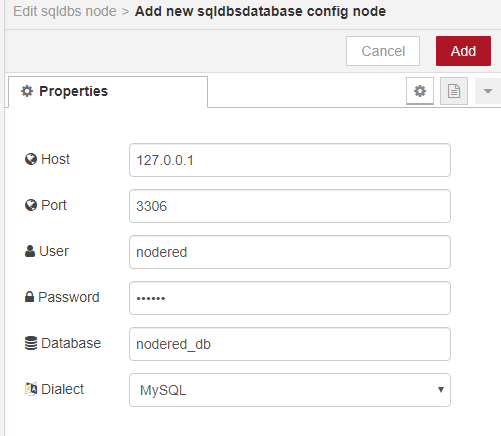 Edit sqldbs node > Add new sqldbsdatabase config node
Cancel Add
Properties
Host 127.0.0.1
Port 3306
User nodered
Password ••••••
Database nodered_db
Dialect MySQL